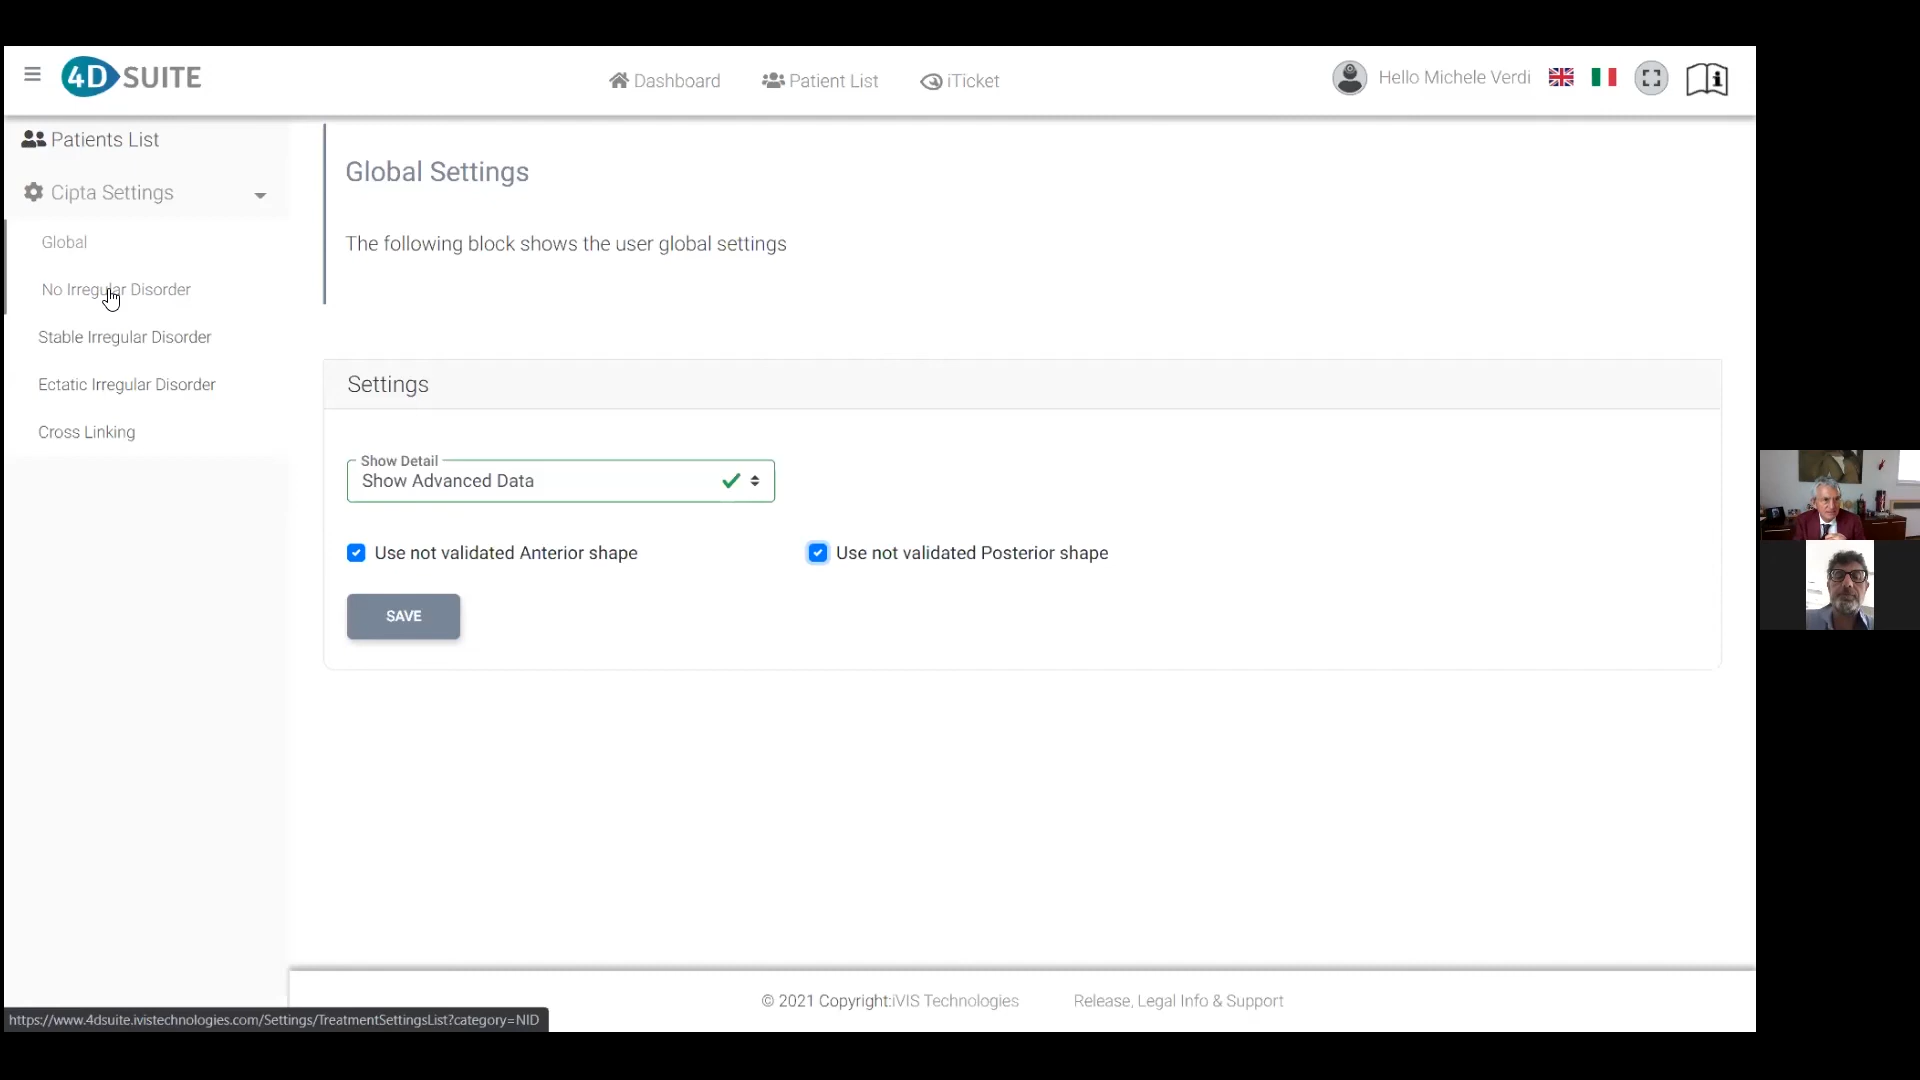 4D SUITE
Dashboard
Patient List
iTicket
Hello Michele Verdi
Patients List
Cipta Settings
Global
No Irregular Disorder
Stable Irregular Disorder
Ectatic Irregular Disorder
Cross Linking
Global Settings
The following block shows the user global settings
Settings
Show Detail
Show Advanced Data
Use not validated Anterior shape
Use not validated Posterior shape
SAVE
© 2021 Copyright:iVIS Technologies
Release, Legal Info & Support
https://www.4dsuite.ivistechnologies.com/Settings/TreatmentSettingsList?category=NID